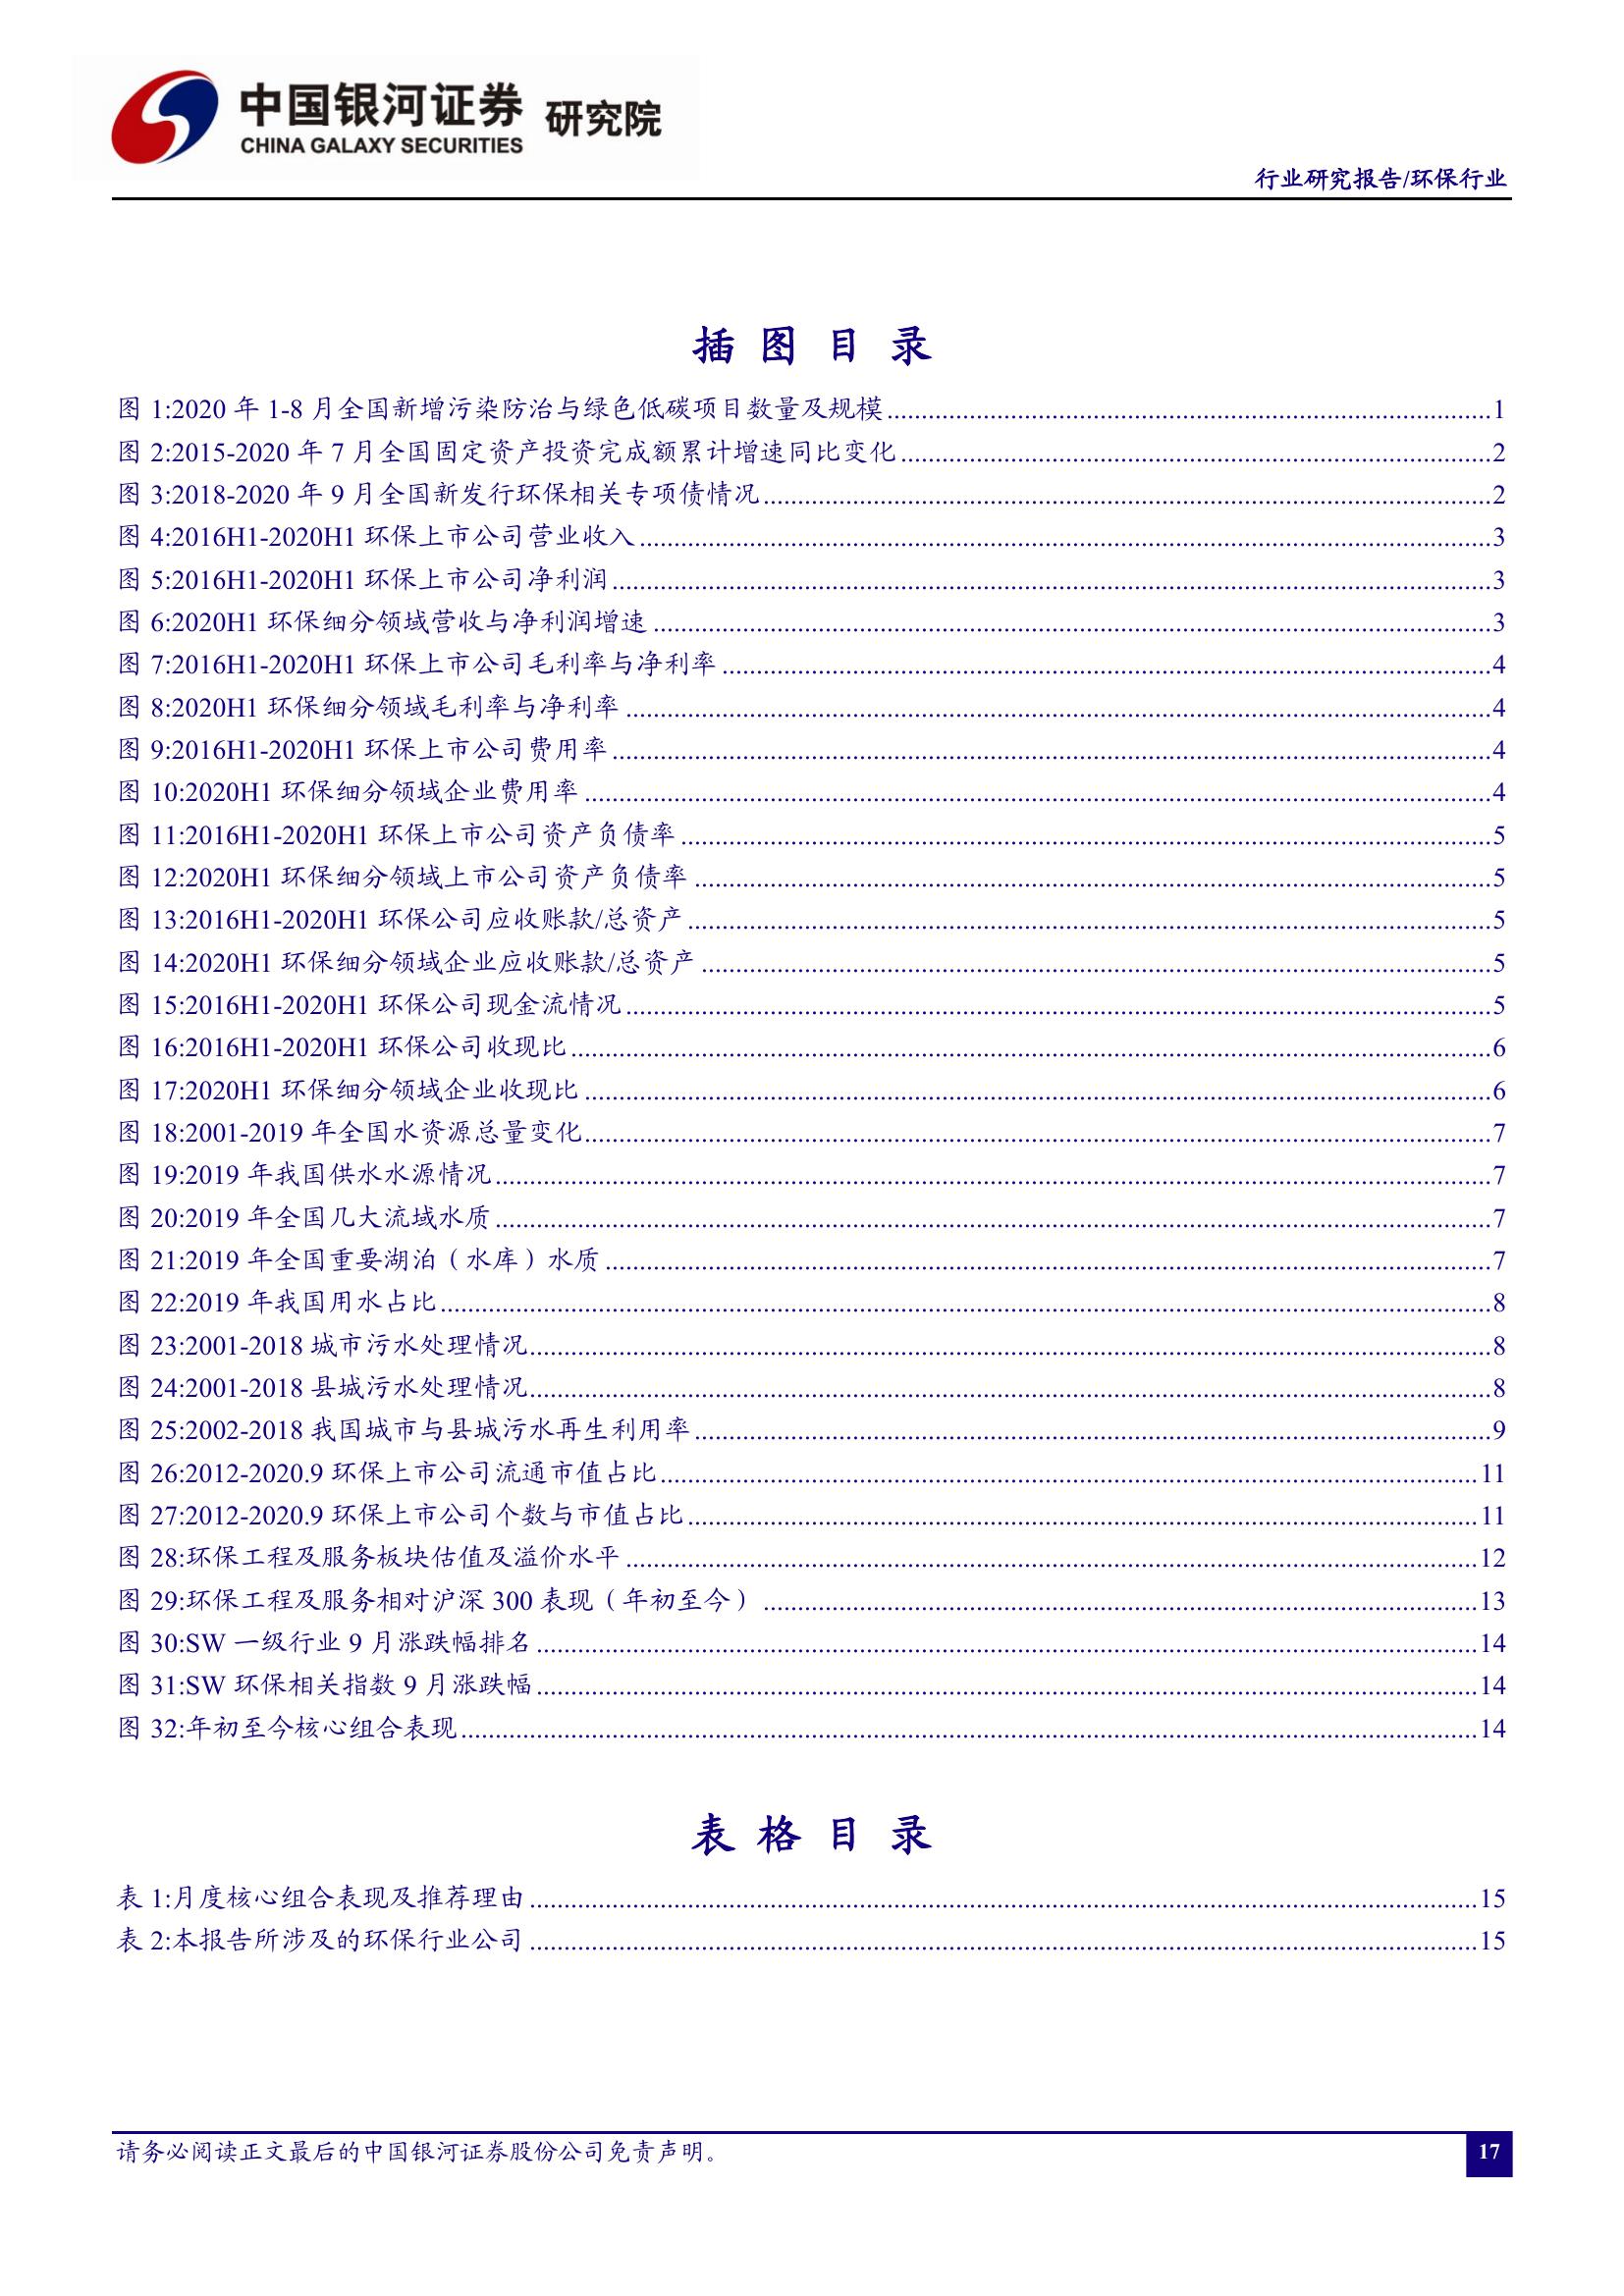 中国银河证券 研究院
CHINA GALAXY SECURITIES
行业研究报告/环保行业
插 图 目 录
图 1:2020 年 1-8 月全国新增污染防治与绿色低碳项目数量及规模 1
图 2:2015-2020 年 7 月全国固定资产投资完成额累计增速同比变化 2
图 3:2018-2020 年 9 月全国新发行环保相关专项债情况 2
图 4:2016H1-2020H1 环保上市公司营业收入 3
图 5:2016H1-2020H1 环保上市公司净利润 3
图 6:2020H1 环保细分领域营收与净利润增速 3
图 7:2016H1-2020H1 环保上市公司毛利率与净利率 4
图 8:2020H1 环保细分领域毛利率与净利率 4
图 9:2016H1-2020H1 环保上市公司费用率 4
图 10:2020H1 环保细分领域企业费用率 4
图 11:2016H1-2020H1 环保上市公司资产负债率 5
图 12:2020H1 环保细分领域上市公司资产负债率 5
图 13:2016H1-2020H1 环保公司应收账款/总资产 5
图 14:2020H1 环保细分领域企业应收账款/总资产 5
图 15:2016H1-2020H1 环保公司现金流情况 5
图 16:2016H1-2020H1 环保公司收现比 6
图 17:2020H1 环保细分领域企业收现比 6
图 18:2001-2019 年全国水资源总量变化 7
图 19:2019 年我国供水水源情况 7
图 20:2019 年全国几大流域水质 7
图 21:2019 年全国重要湖泊（水库）水质 7
图 22:2019 年我国用水占比 8
图 23:2001-2018 城市污水处理情况 8
图 24:2001-2018 县城污水处理情况 8
图 25:2002-2018 我国城市与县城污水再生利用率 9
图 26:2012-2020.9 环保上市公司流通市值占比 11
图 27:2012-2020.9 环保上市公司个数与市值占比 11
图 28:环保工程及服务板块估值及溢价水平 12
图 29:环保工程及服务相对沪深 300 表现（年初至今） 13
图 30:SW 一级行业 9 月涨跌幅排名 14
图 31:SW 环保相关指数 9 月涨跌幅 14
图 32:年初至今核心组合表现 14
表 格 目 录
表 1:月度核心组合表现及推荐理由 15
表 2:本报告所涉及的环保行业公司 15
请务必阅读正文最后的中国银河证券股份公司免责声明。
17